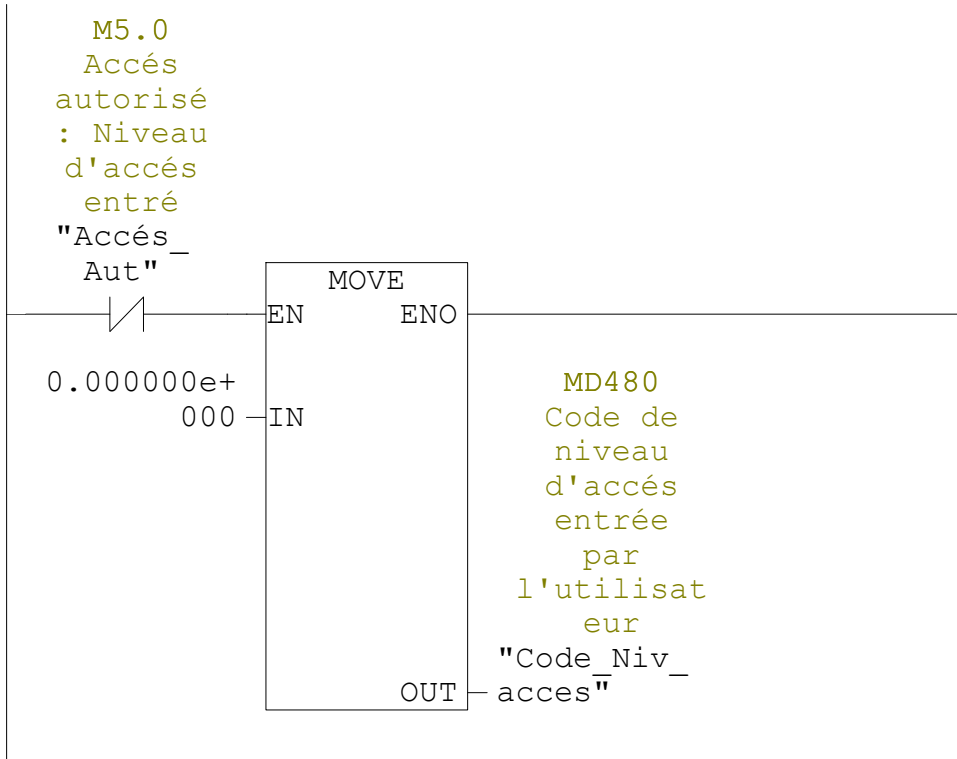 M5.0
Accés
autorisé
: Niveau
d'accés
entré
"Accés_
Aut"
MOVE
EN ENO
0.000000e+
000
IN
MD480
Code de
niveau
d'accés
entrée
par
l'utilisat
eur
"Code_Niv_
acces"
OUT